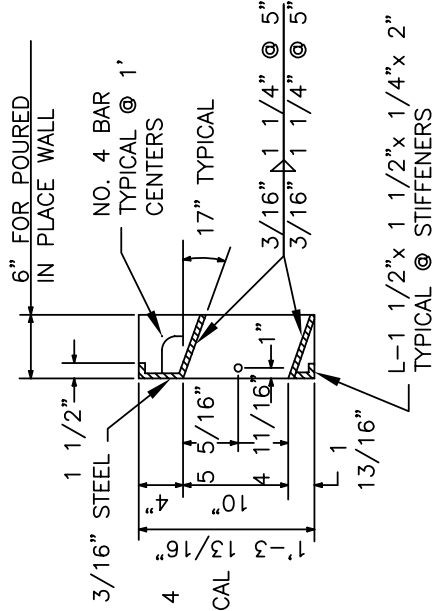 6" FOR POURED
IN PLACE WALL
1 1/2"
3/16" STEEL
NO. 4 BAR
TYPICAL @ 1'
CENTERS
17" TYPICAL
4
CAL
1'-3 13/16"
4"
10"
5 5/16"
4 11/16"
1"
1
13/16"
3/16" 1 1/4" @ 5"
3/16" 1 1/4" @ 5"
L-1 1/2"x 1 1/2"x 1/4"x 2"
TYPICAL @ STIFFENERS